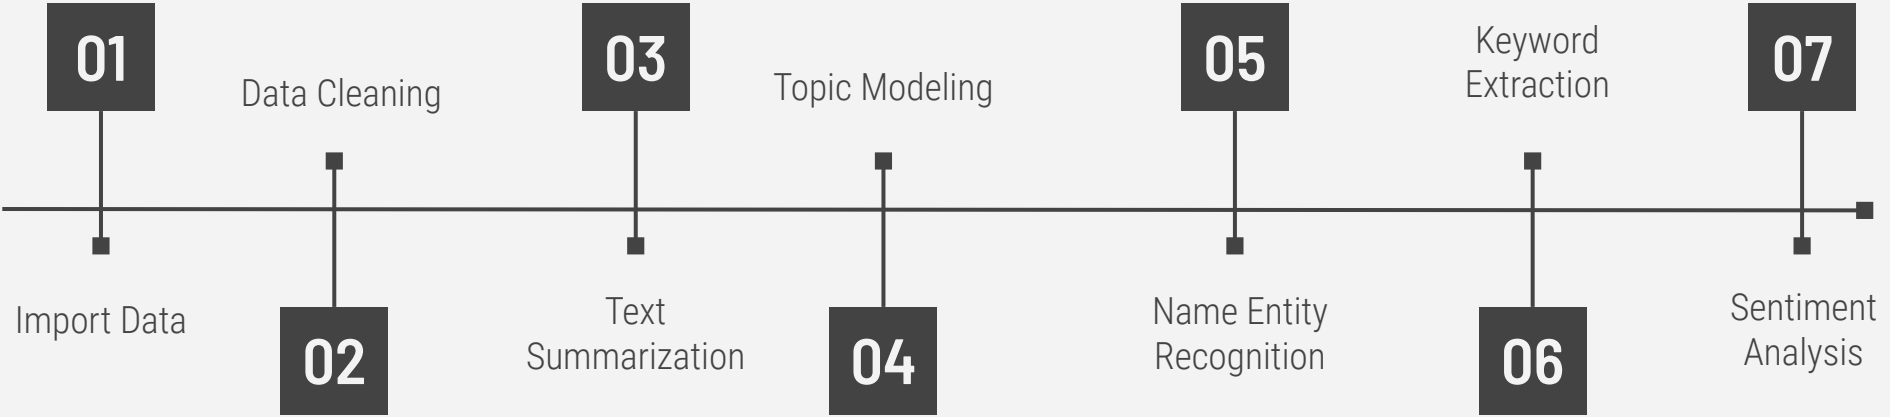 01
Import Data
Data Cleaning
02
03
Text
Summarization
Topic Modeling
04
05
Name Entity
Recognition
Keyword
Extraction
06
07
Sentiment
Analysis